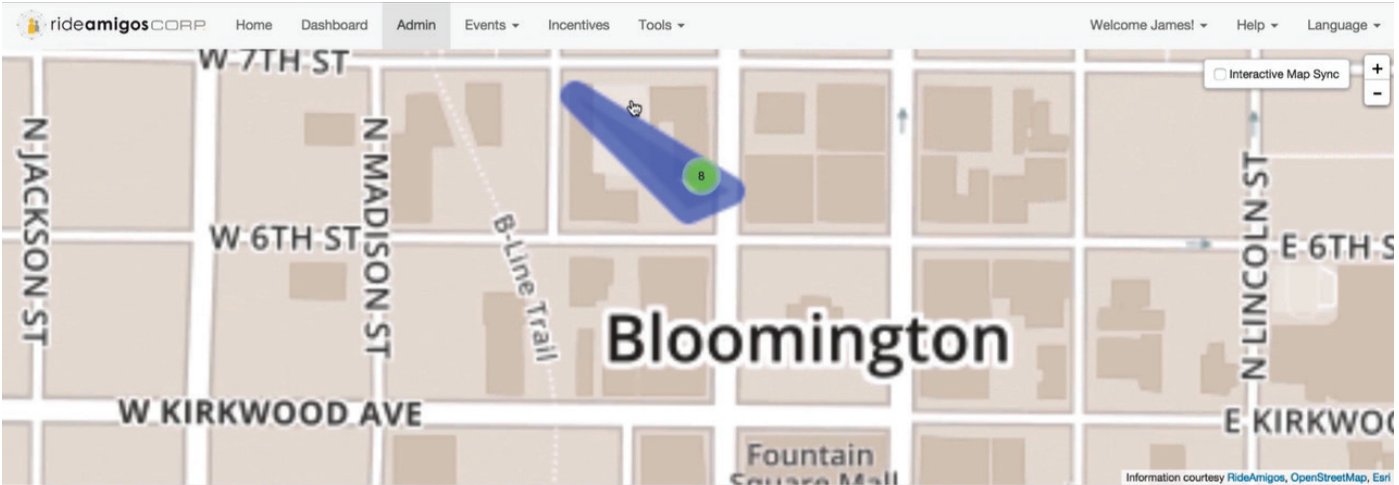 rideamigosCORP Home Dashboard Admin Events Incentives Tools Welcome James! Help Language
W 7TH ST
Interactive Map Sync
+
-
N JACKSON ST
N MADISON ST
8
B-Line Trail
N LINCOLN ST
W 6TH ST
E 6TH S
Bloomington
W KIRKWOOD AVE
E KIRKWOO
Fountain
Square Mall
Information courtesy RideAmigos, OpenStreetMap, Esri